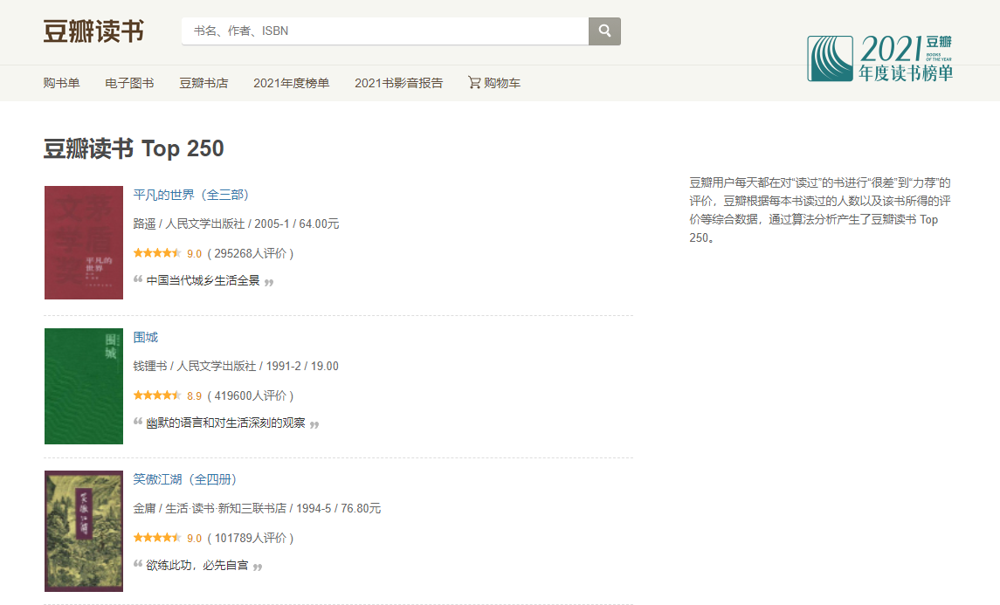 豆瓣读书
书名、作者、ISBN
2021 豆瓣
BOOKS OF THE YEAR
年度读书榜单
购书单 电子图书 豆瓣书店 2021年度榜单 2021书影音报告 购物车
豆瓣读书 Top 250
茅盾
文学奖
平凡的
世界
平凡的世界（全三部）
路遥 / 人民文学出版社 / 2005-1 / 64.00元
9.0 ( 295268人评价 )
“ 中国当代城乡生活全景 ”
围城
围城
钱锺书 / 人民文学出版社 / 1991-2 / 19.00
8.9 ( 419600人评价 )
“ 幽默的语言和对生活深刻的观察 ”
笑傲江湖
笑傲江湖（全四册）
金庸 / 生活·读书·新知三联书店 / 1994-5 / 76.80元
9.0 ( 101789人评价 )
“ 欲练此功，必先自宫 ”
豆瓣用户每天都在对“读过”的书进行“很差”到“力荐”的
评价，豆瓣根据每本书读过的人数以及该书所得的评
价等综合数据，通过算法分析产生了豆瓣读书 Top
250。